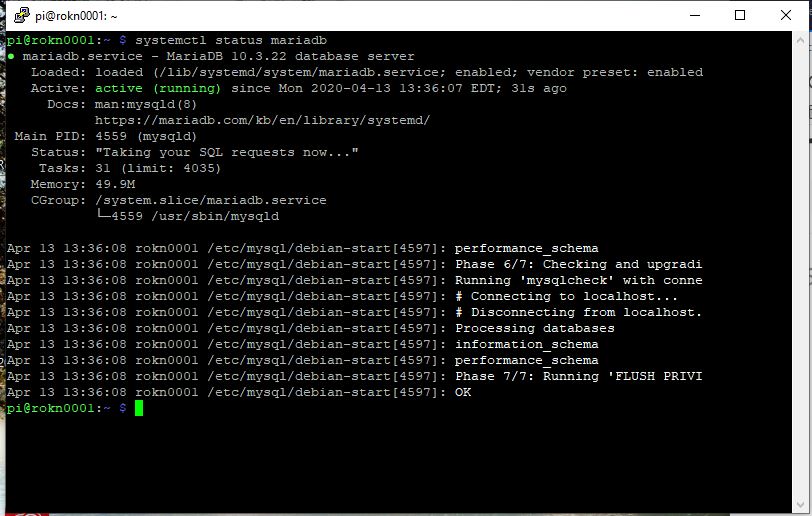 pi@rokn0001: ~
pi@rokn0001:~ $ systemctl status mariadb
● mariadb.service - MariaDB 10.3.22 database server
   Loaded: loaded (/lib/systemd/system/mariadb.service; enabled; vendor preset: enabled
   Active: active (running) since Mon 2020-04-13 13:36:07 EDT; 31s ago
     Docs: man:mysqld(8)
           https://mariadb.com/kb/en/library/systemd/
 Main PID: 4559 (mysqld)
   Status: "Taking your SQL requests now..."
    Tasks: 31 (limit: 4035)
   Memory: 49.9M
   CGroup: /system.slice/mariadb.service
           └─4559 /usr/sbin/mysqld
Apr 13 13:36:08 rokn0001 /etc/mysql/debian-start[4597]: performance_schema
Apr 13 13:36:08 rokn0001 /etc/mysql/debian-start[4597]: Phase 6/7: Checking and upgradi
Apr 13 13:36:08 rokn0001 /etc/mysql/debian-start[4597]: Running 'mysqlcheck' with conne
Apr 13 13:36:08 rokn0001 /etc/mysql/debian-start[4597]: # Connecting to localhost...
Apr 13 13:36:08 rokn0001 /etc/mysql/debian-start[4597]: # Disconnecting from localhost.
Apr 13 13:36:08 rokn0001 /etc/mysql/debian-start[4597]: Processing databases
Apr 13 13:36:08 rokn0001 /etc/mysql/debian-start[4597]: information_schema
Apr 13 13:36:08 rokn0001 /etc/mysql/debian-start[4597]: performance_schema
Apr 13 13:36:08 rokn0001 /etc/mysql/debian-start[4597]: Phase 7/7: Running 'FLUSH PRIVI
Apr 13 13:36:08 rokn0001 /etc/mysql/debian-start[4597]: OK
pi@rokn0001:~ $